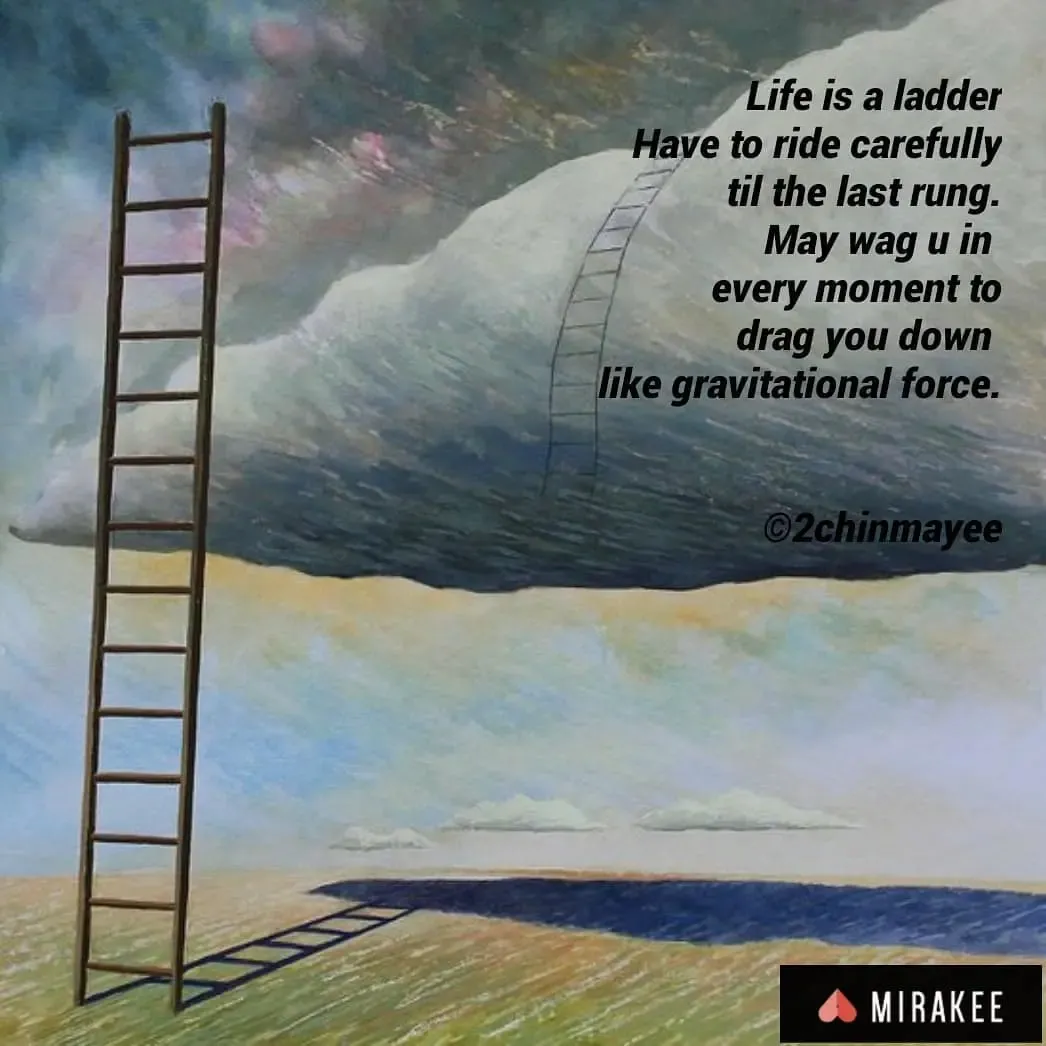 Life is a ladder
Have to ride carefully
til the last rung.
May wag u in
every moment to
drag you down
like gravitational force.
©2chinmayee
MIRAKEE